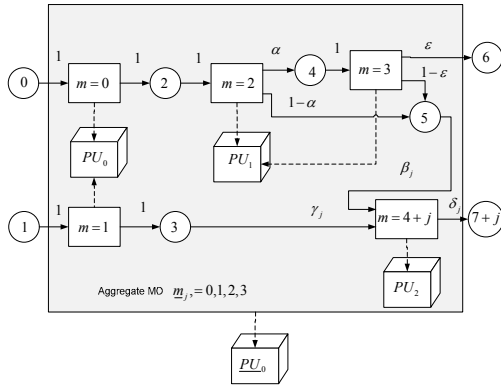 1 1 1 α 1 ε
0 m = 0 2 m = 2 4 m = 3 6
1−ε
1−α
5
PU₀ PU₁
β_j
1 1 γ_j δ_j
1 m = 1 3 m = 4 + j 7 + j
PU₂
Aggregate MO m_j, = 0,1,2,3
PU₀